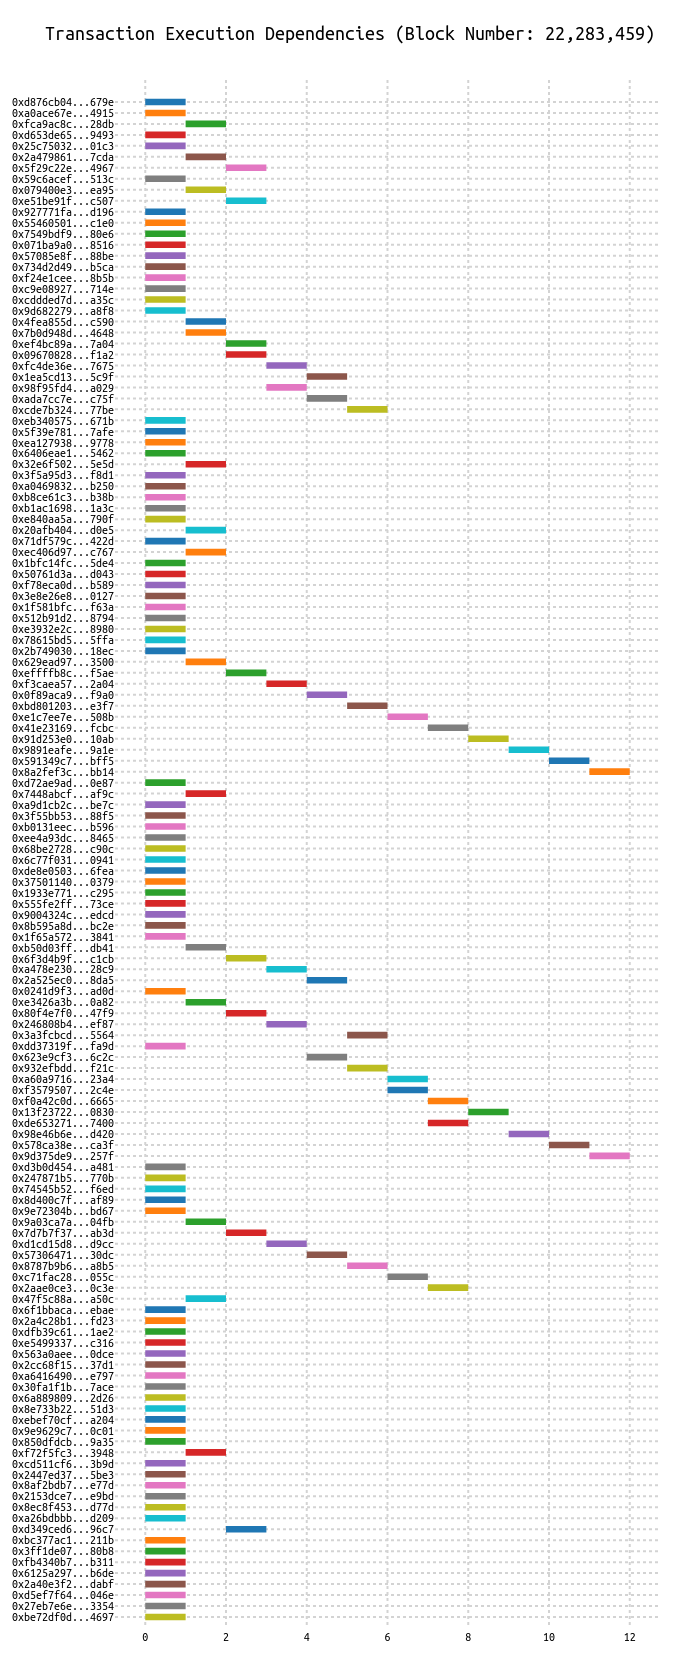 Transaction Execution Dependencies (Block Number: 22,283,459)
0xd876cb04...679e
0xa0ace67e...4915
0xfca9ac8c...28db
0xd653de65...9493
0x25c75032...01c3
0x2a479861...7cda
0x5f29c22e...4967
0x59c6acef...513c
0x079400e3...ea95
0xe51be91f...c507
0x927771fa...d196
0x55460501...c1e0
0x7549bdf9...80e6
0x071ba9a0...8516
0x57085e8f...88be
0x734d2d49...b5ca
0xf24e1cee...8b5b
0xc9e08927...714e
0xcddded7d...a35c
0x9d682279...a8f8
0x4fea855d...c590
0x7b0d948d...4648
0xef4bc89a...7a04
0x09670828...f1a2
0xfc4de36e...7675
0x1ea5cd13...5c9f
0x98f95fd4...a029
0xada7cc7e...c75f
0xcde7b324...77be
0xeb340575...671b
0x5f39e781...7afe
0xea127938...9778
0x6406eae1...5462
0x32e6f502...5e5d
0x3f5a95d3...f8d1
0xa0469832...b250
0xb8ce61c3...b38b
0xb1ac1698...1a3c
0xe840aa5a...790f
0x20afb404...d0e5
0x71df579c...422d
0xec406d97...c767
0x1bfc14fc...5de4
0x50761d3a...d043
0xf78eca0d...b589
0x3e8e26e8...0127
0x1f581bfc...f63a
0x512b91d2...8794
0xe3932e2c...8980
0x78615bd5...5ffa
0x2b749030...18ec
0x629ead97...3500
0xeffffb8c...f5ae
0xf3caea57...2a04
0x0f89aca9...f9a0
0xbd801203...e3f7
0xe1c7ee7e...508b
0x41e23169...fcbc
0x91d253e0...10ab
0x9891eafe...9a1e
0x591349c7...bff5
0x8a2fef3c...bb14
0xd72ae9ad...0e87
0x7448abcf...af9c
0xa9d1cb2c...be7c
0x3f55bb53...88f5
0xb0131eec...b596
0xee4a93dc...8465
0x68be2728...c90c
0x6c77f031...0941
0xde8e0503...6fea
0x37501140...0379
0x1933e771...c295
0x555fe2ff...73ce
0x9004324c...edcd
0x8b595a8d...bc2e
0x1f65a572...3841
0xb50d03ff...db41
0x6f3d4b9f...c1cb
0xa478e230...28c9
0x2a525ec0...8da5
0x0241d9f3...ad0d
0xe3426a3b...0a82
0x80f4e7f0...47f9
0x246808b4...ef87
0x3a3fcbcd...5564
0xdd37319f...fa9d
0x623e9cf3...6c2c
0x932efbdd...f21c
0xa60a9716...23a4
0xf3579507...2c4e
0xf0a42c0d...6665
0x13f23722...0830
0xde653271...7400
0x98e46b6e...d420
0x578ca38e...ca3f
0x9d375de9...257f
0xd3b0d454...a481
0x247871b5...770b
0x74545b52...f6ed
0x8d400c7f...af89
0x9e72304b...bd67
0x9a03ca7a...04fb
0x7d7b7f37...ab3d
0xd1cd15d8...d9cc
0x57306471...30dc
0x8787b9b6...a8b5
0xc71fac28...055c
0x2aae0ce3...0c3e
0x47f5c88a...a50c
0x6f1bbaca...ebae
0x2a4c28b1...fd23
0xdfb39c61...1ae2
0xe5499337...c316
0x563a0aee...0dce
0x2cc68f15...37d1
0xa6416490...e797
0x30fa1f1b...7ace
0x6a889809...2d26
0x8e733b22...51d3
0xebef70cf...a204
0x9e9629c7...0c01
0x850dfdcb...9a35
0xf72f5fc3...3948
0xcd511cf6...3b9d
0x2447ed37...5be3
0x8af2bdb7...e77d
0x2153dce7...e9bd
0x8ec8f453...d77d
0xa26bdbbb...d209
0xd349ced6...96c7
0xbc377ac1...211b
0x3ff1de07...80b8
0xfb4340b7...b311
0x6125a297...b6de
0x2a40e3f2...dabf
0xd5ef7f64...046e
0x27eb7e6e...3354
0xbe72df0d...4697
0 2 4 6 8 10 12